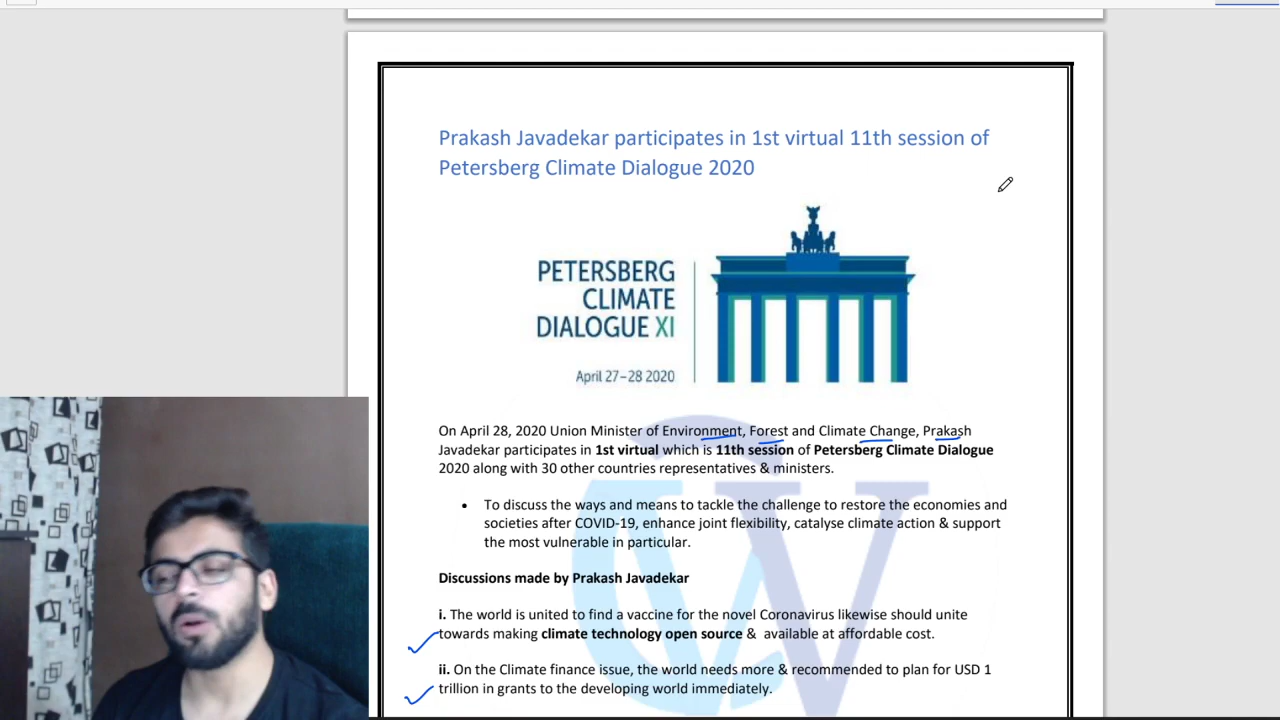 Prakash Javadekar participates in 1st virtual 11th session of
Petersberg Climate Dialogue 2020
PETERSBERG
CLIMATE
DIALOGUE XI
April 27–28 2020
On April 28, 2020 Union Minister of Environment, Forest and Climate Change, Prakash
Javadekar participates in 1st virtual which is 11th session of Petersberg Climate Dialogue
2020 along with 30 other countries representatives & ministers.
• To discuss the ways and means to tackle the challenge to restore the economies and
societies after COVID-19, enhance joint flexibility, catalyse climate action & support
the most vulnerable in particular.
Discussions made by Prakash Javadekar
i. The world is united to find a vaccine for the novel Coronavirus likewise should unite
towards making climate technology open source & available at affordable cost.
ii. On the Climate finance issue, the world needs more & recommended to plan for USD 1
trillion in grants to the developing world immediately.